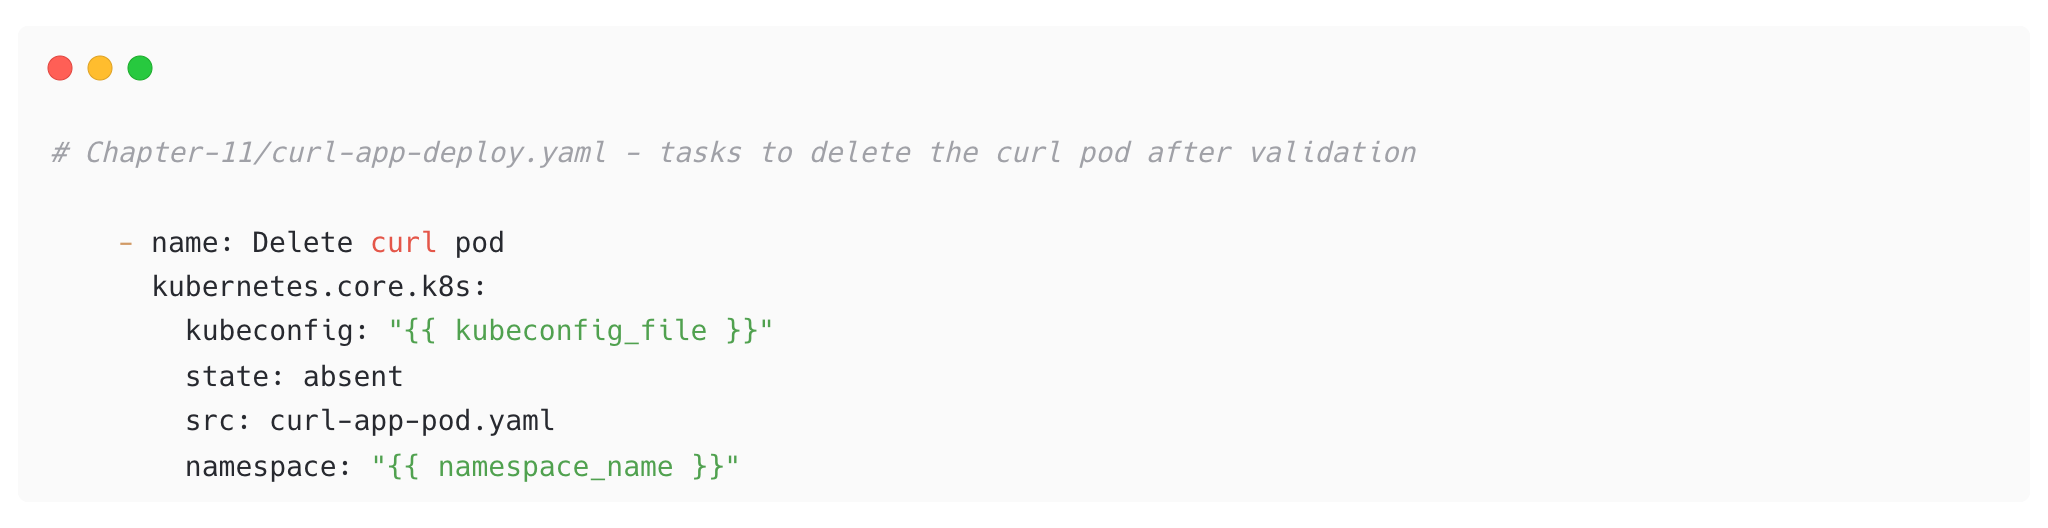 # Chapter-11/curl-app-deploy.yaml - tasks to delete the curl pod after validation
- name: Delete curl pod
kubernetes.core.k8s:
kubeconfig: "{{ kubeconfig_file }}"
state: absent
src: curl-app-pod.yaml
namespace: "{{ namespace_name }}"